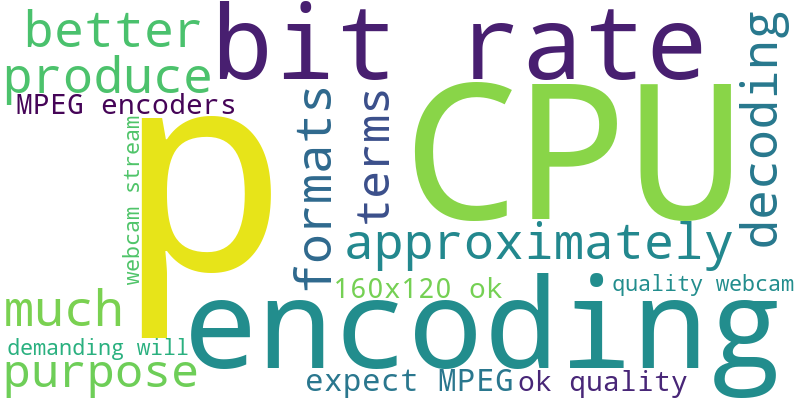 better
bit rate
produce
MPEG encoders
p
CPU
decoding
formats
terms
webcam stream
approximately
160x120 ok
quality webcam
encoding
much
demanding will
purpose
expect MPEG
ok quality